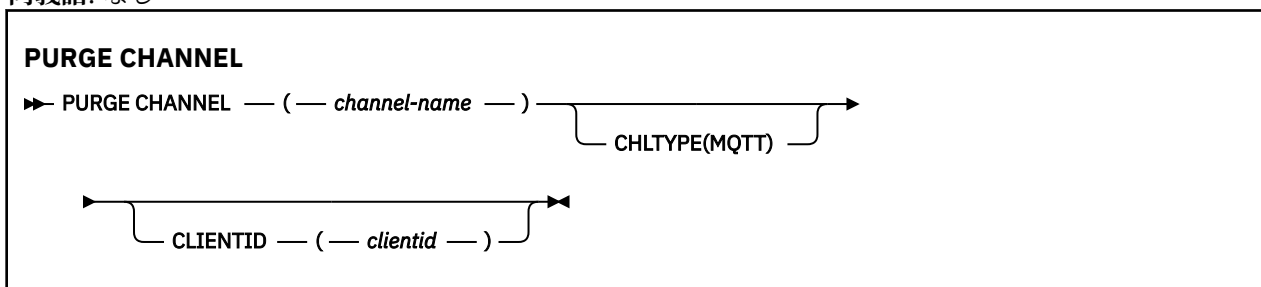 PURGE CHANNEL
PURGE CHANNEL ( channel-name )
CHLTYPE(MQTT)
CLIENTID ( clientid )